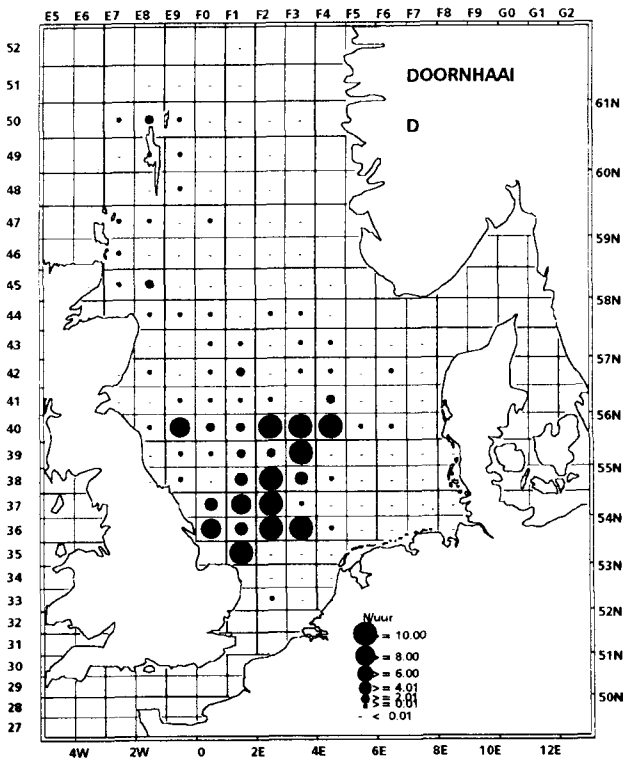 E5 E6 E7 E8 E9 F0 F1 F2 F3 F4 F5 F6 F7 F8 F9 G0 G1 G2
52
DOORNHAAI
51
61N
50
D
49
60N
48
47
59N
46
45
58N
44
43
57N
42
41
56N
40
39
55N
38
37
54N
36
35
53N
34
33
52N
32
31
51N
30
29
50N
28
27
N/uur
>= 10.00
>= 8.00
>= 6.00
>= 4.01
>= 2.01
>= 0.01
< 0.01
4W 2W 0 2E 4E 6E 8E 10E 12E